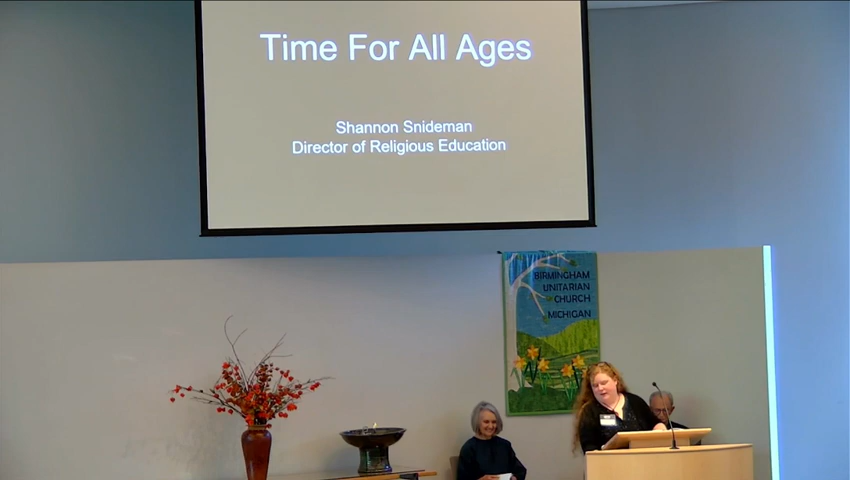 Time For All Ages
Shannon Snideman
Director of Religious Education
BIRMINGHAM
UNITARIAN
CHURCH
MICHIGAN